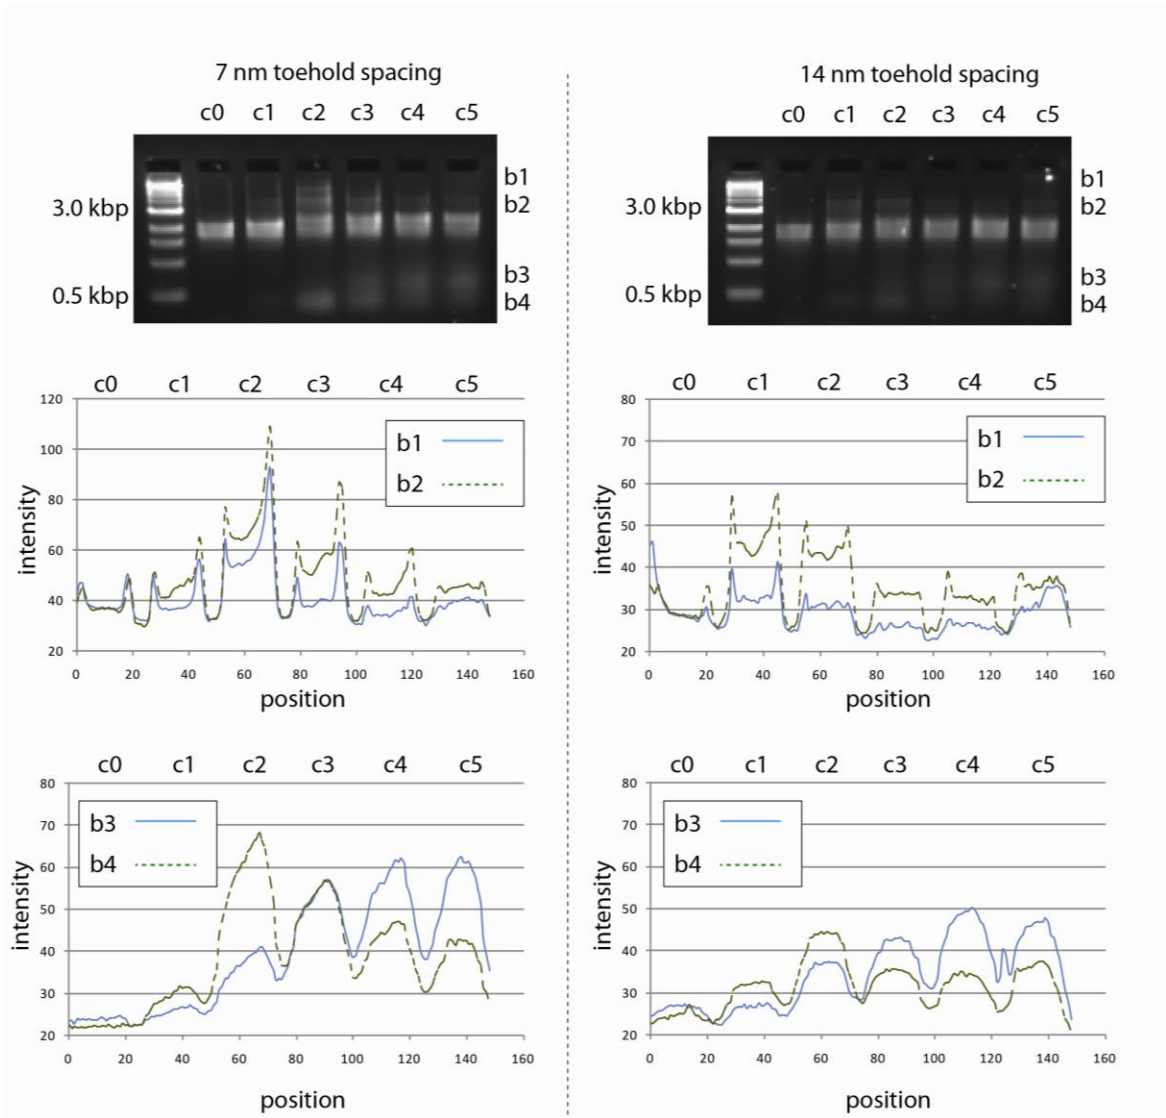 7 nm toehold spacing
c0 c1 c2 c3 c4 c5
3.0 kbp
0.5 kbp
b1
b2
b3
b4
14 nm toehold spacing
c0 c1 c2 c3 c4 c5
3.0 kbp
0.5 kbp
b1
b2
b3
b4
c0 c1 c2 c3 c4 c5
120
100
80
60
40
20
0 20 40 60 80 100 120 140 160
intensity
position
b1
b2
c0 c1 c2 c3 c4 c5
80
70
60
50
40
30
20
0 20 40 60 80 100 120 140 160
intensity
position
b1
b2
c0 c1 c2 c3 c4 c5
80
70
60
50
40
30
20
0 20 40 60 80 100 120 140 160
intensity
position
b3
b4
c0 c1 c2 c3 c4 c5
80
70
60
50
40
30
20
0 20 40 60 80 100 120 140 160
intensity
position
b3
b4